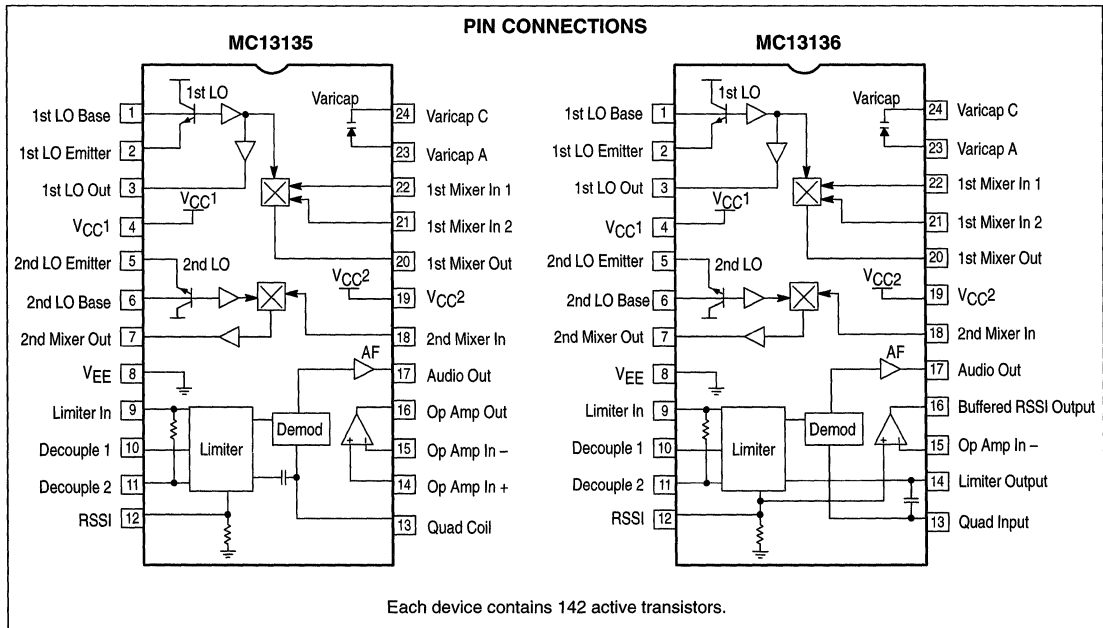 PIN CONNECTIONS
MC13135
1st LO
Varicap
1st LO Base 1
24 Varicap C
1st LO Emitter 2
23 Varicap A
1st LO Out 3
22 1st Mixer In 1
VCC1
VCC1 4
21 1st Mixer In 2
2nd LO Emitter 5
20 1st Mixer Out
2nd LO
VCC2
2nd LO Base 6
19 VCC2
2nd Mixer Out 7
18 2nd Mixer In
AF
VEE 8
17 Audio Out
Limiter In 9
16 Op Amp Out
Demod
Limiter
Decouple 1 10
+ –
15 Op Amp In –
Decouple 2 11
14 Op Amp In +
RSSI 12
13 Quad Coil
MC13136
1st LO
Varicap
1st LO Base 1
24 Varicap C
1st LO Emitter 2
23 Varicap A
1st LO Out 3
22 1st Mixer In 1
VCC1
VCC1 4
21 1st Mixer In 2
2nd LO Emitter 5
20 1st Mixer Out
2nd LO
VCC2
2nd LO Base 6
19 VCC2
2nd Mixer Out 7
18 2nd Mixer In
AF
VEE 8
17 Audio Out
Limiter In 9
16 Buffered RSSI Output
Demod
Limiter
Decouple 1 10
+ –
15 Op Amp In –
Decouple 2 11
14 Limiter Output
RSSI 12
13 Quad Input
Each device contains 142 active transistors.